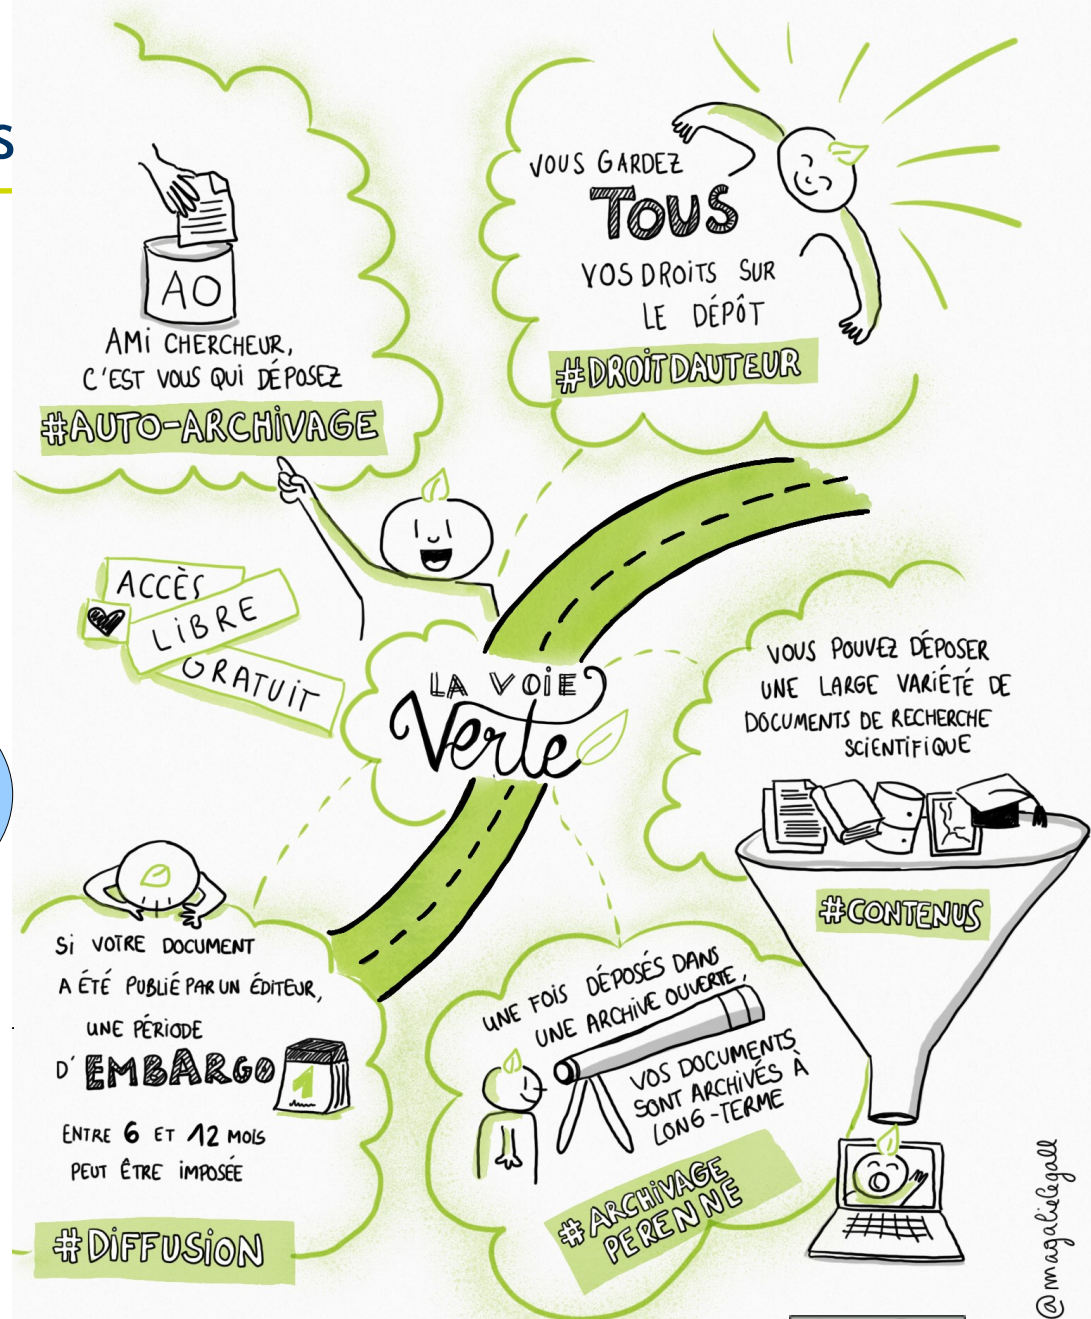 S
AO
AMI CHERCHEUR,
C'EST VOUS QUI DÉPOSEZ
#AUTO-ARCHIVAGE
VOUS GARDEZ
TOUS
VOS DROITS SUR
LE DÉPÔT
#DROITDAUTEUR
ACCÈS
LIBRE
GRATUIT
LA VOIE
Verte
VOUS POUVEZ DÉPOSER
UNE LARGE VARIÉTÉ DE
DOCUMENTS DE RECHERCHE
SCIENTIFIQUE
#CONTENUS
SI VOTRE DOCUMENT
A ÉTÉ PUBLIÉ PAR UN ÉDITEUR,
UNE PÉRIODE
D'EMBARGO
1
ENTRE 6 ET 12 MOIS
PEUT ÊTRE IMPOSÉE
#DIFFUSION
UNE FOIS DÉPOSÉS DANS
UNE ARCHIVE OUVERTE,
VOS DOCUMENTS
SONT ARCHIVÉS À
LONG-TERME
#ARCHIVAGE
PERENNE
@magalielegall